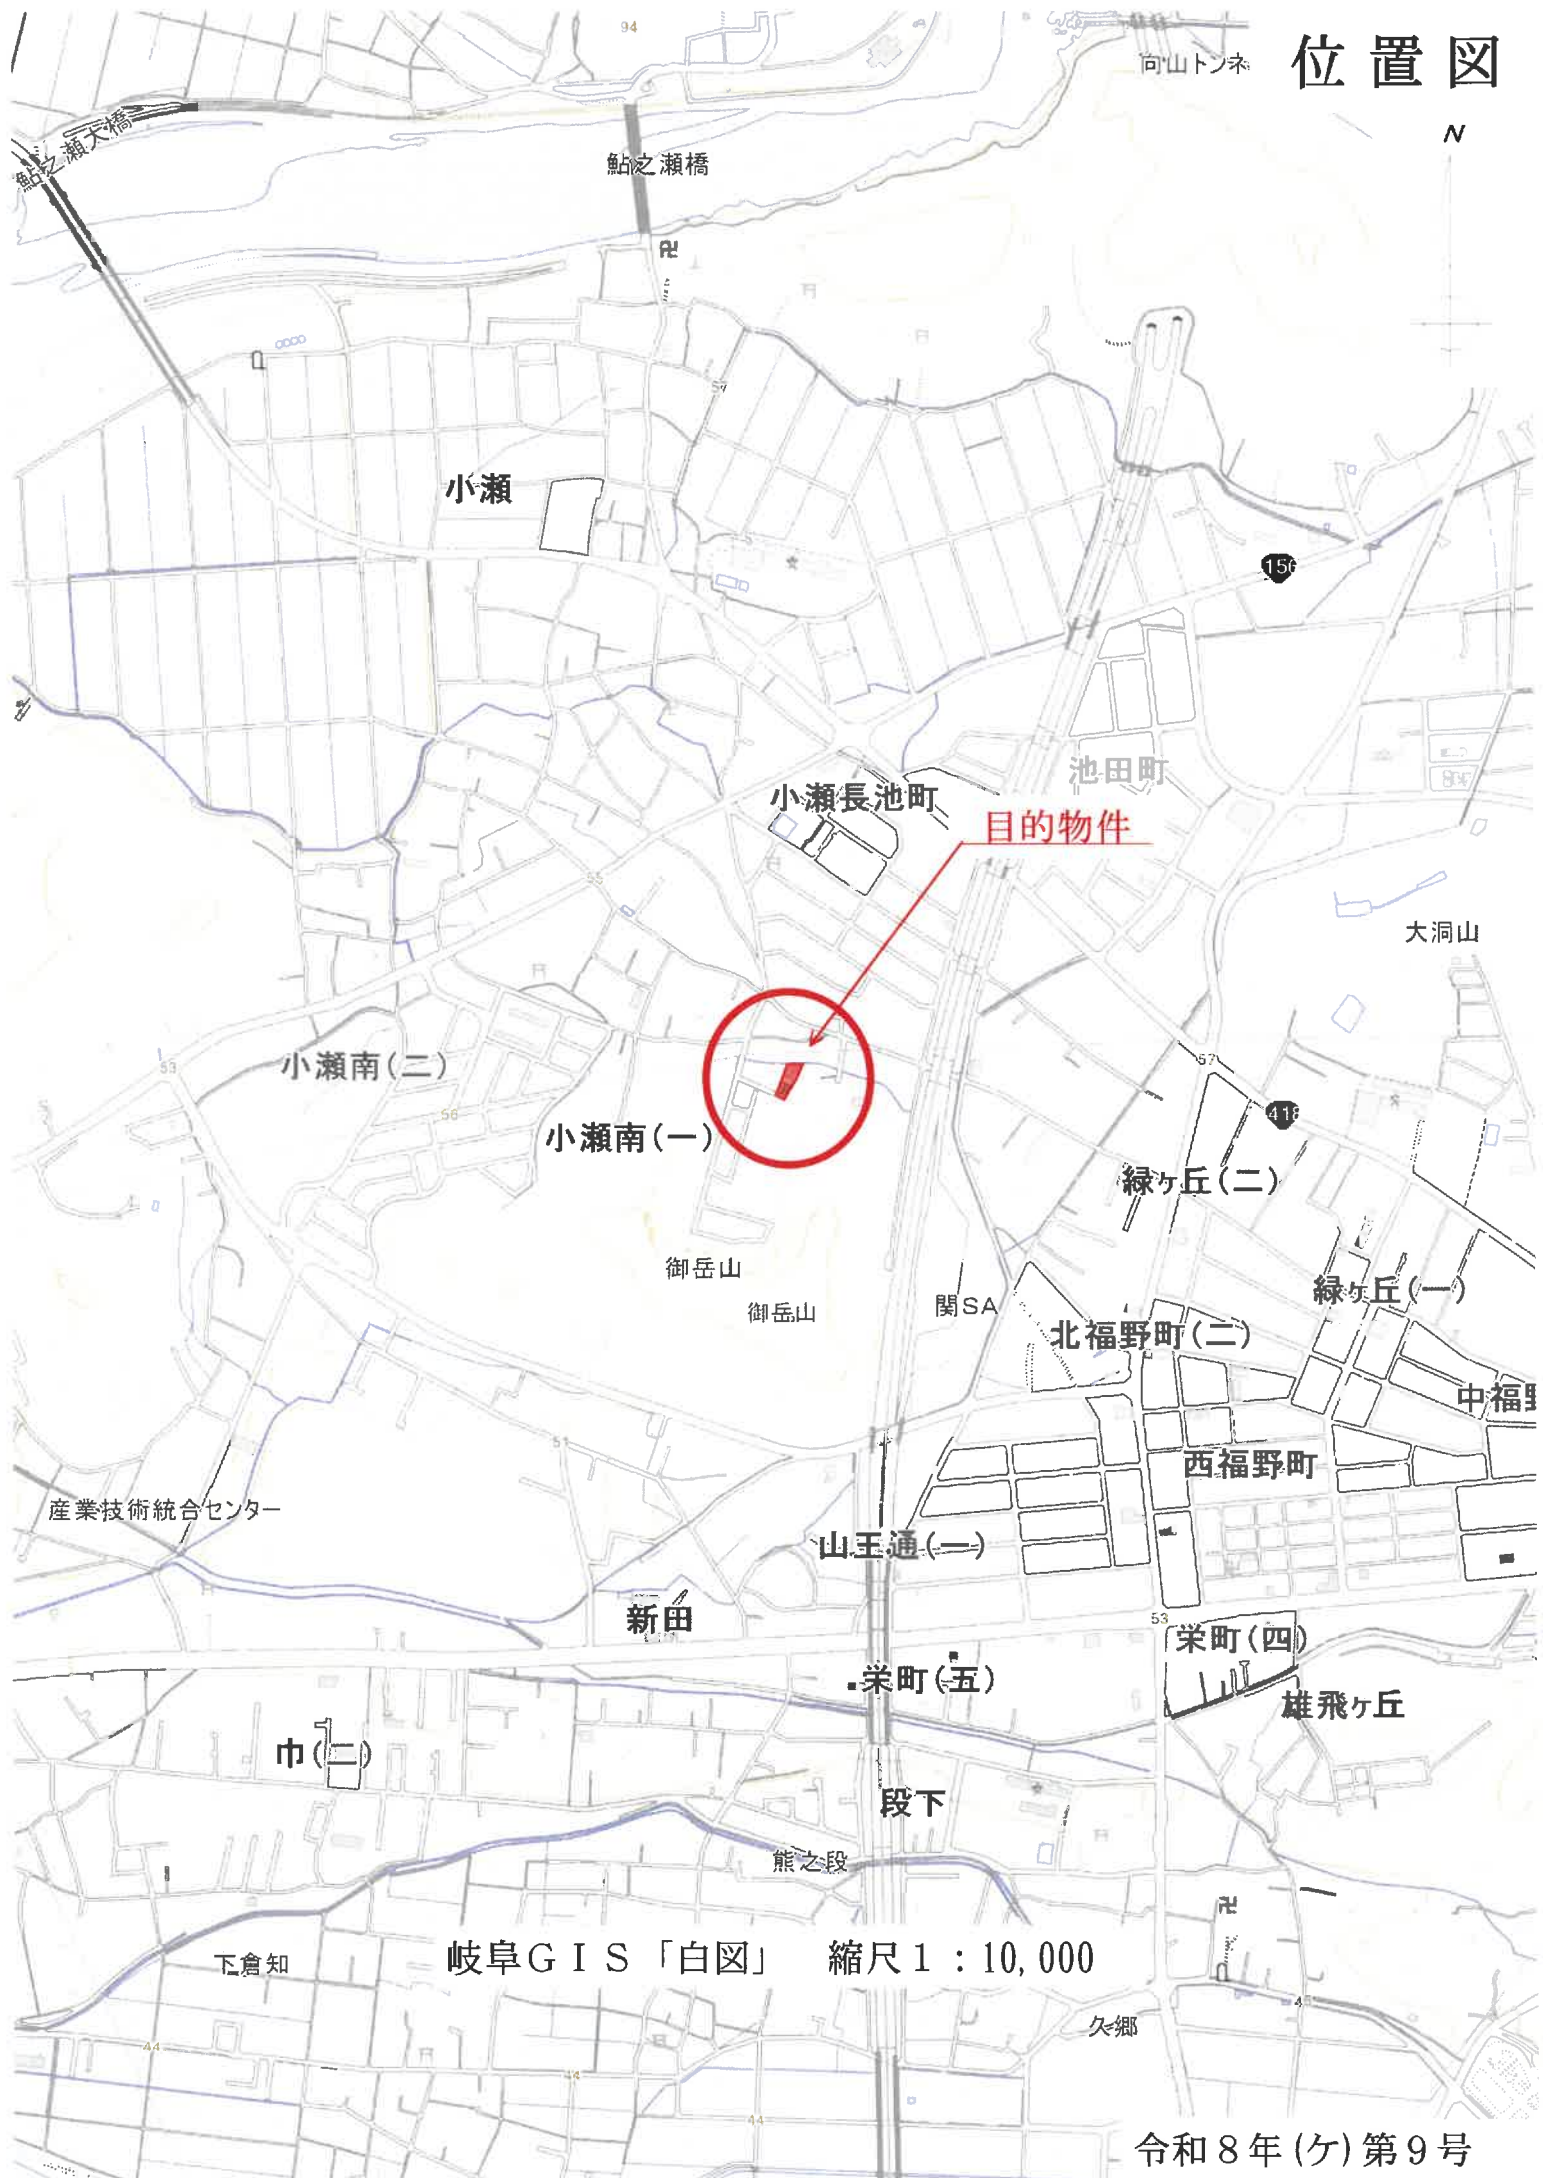 94
向山トンネ
位置図
N
鮎之瀬大橋
鮎之瀬橋
57
小瀬
156
池田町
小瀬長池町
目的物件
55
大洞山
53
小瀬南(二)
57
56
418
小瀬南(一)
緑ヶ丘(二)
御岳山
御岳山
関SA
緑ヶ丘(一)
北福野町(二)
中福野
51
西福野町
産業技術統合センター
山王通(一)
新田
53
栄町(四)
栄町(五)
雄飛ヶ丘
巾(二)
段下
熊之段
下倉知
岐阜ＧＩＳ「白図」　縮尺１：10,000
久郷
44
44
44
令和８年(ケ)第９号